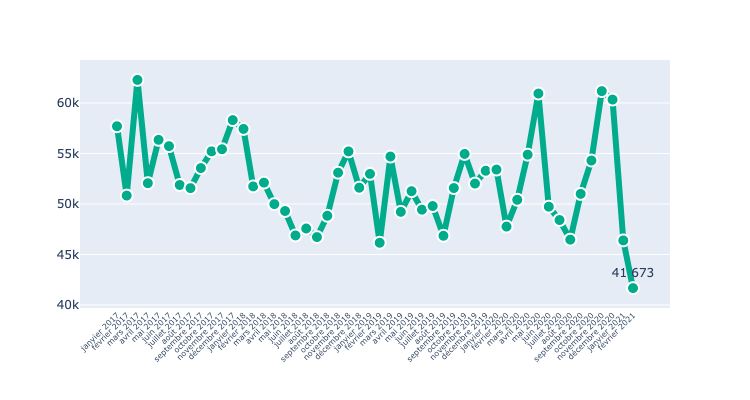 60k
55k
50k
45k
40k
41 673
janvier 2017
février 2017
mars 2017
avril 2017
mai 2017
juin 2017
juillet 2017
août 2017
septembre 2017
octobre 2017
novembre 2017
décembre 2017
janvier 2018
février 2018
mars 2018
avril 2018
mai 2018
juin 2018
juillet 2018
août 2018
septembre 2018
octobre 2018
novembre 2018
décembre 2018
janvier 2019
février 2019
mars 2019
avril 2019
mai 2019
juin 2019
juillet 2019
août 2019
septembre 2019
octobre 2019
novembre 2019
décembre 2019
janvier 2020
février 2020
mars 2020
avril 2020
mai 2020
juin 2020
juillet 2020
août 2020
septembre 2020
octobre 2020
novembre 2020
décembre 2020
janvier 2021
février 2021